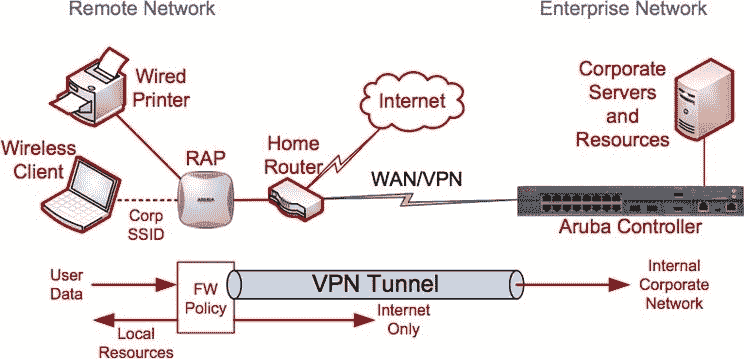 Remote Network
Enterprise Network
Wired
Printer
Wireless
Client
Corp
SSID
RAP
ARUBA
Home
Router
Internet
WAN/VPN
Corporate
Servers
and
Resources
Aruba Controller
User
Data
FW
Policy
VPN Tunnel
Internal
Corporate
Network
Local
Resources
Internet
Only